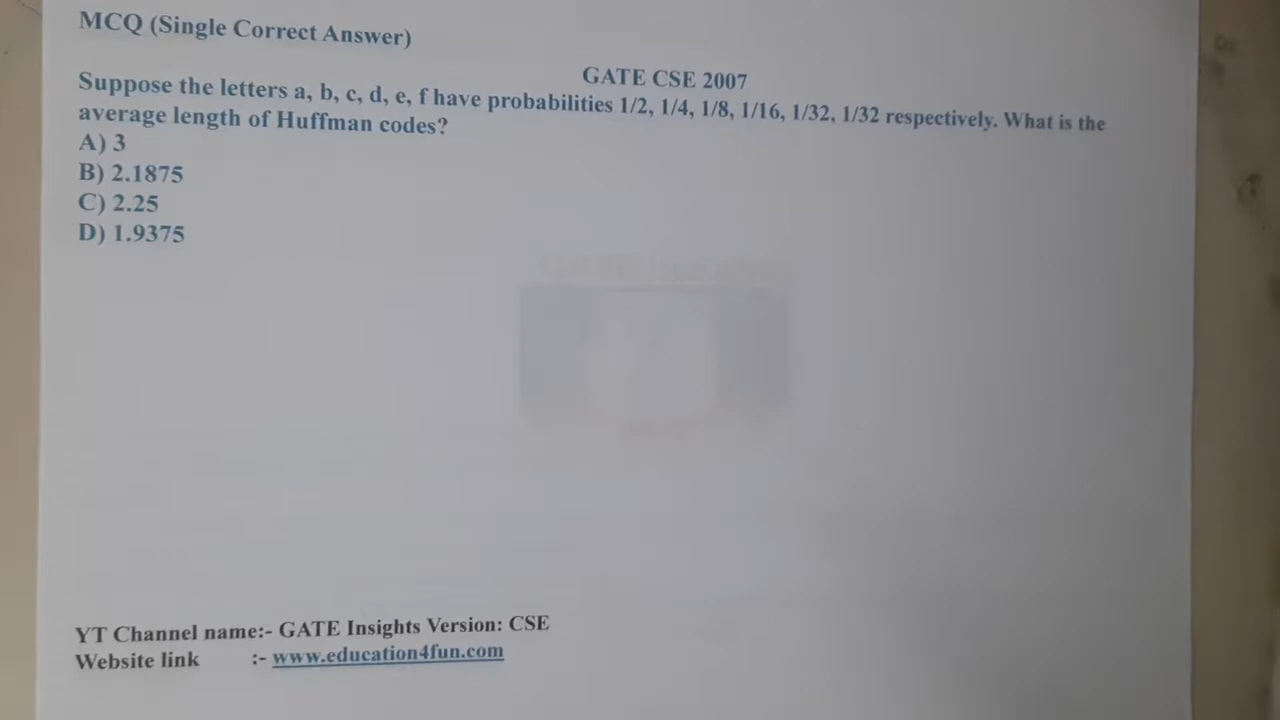 MCQ (Single Correct Answer)
GATE CSE 2007
Suppose the letters a, b, c, d, e, f have probabilities 1/2, 1/4, 1/8, 1/16, 1/32, 1/32 respectively. What is the
average length of Huffman codes?
A) 3
B) 2.1875
C) 2.25
D) 1.9375
YT Channel name:- GATE Insights Version: CSE
Website link :- www.education4fun.com